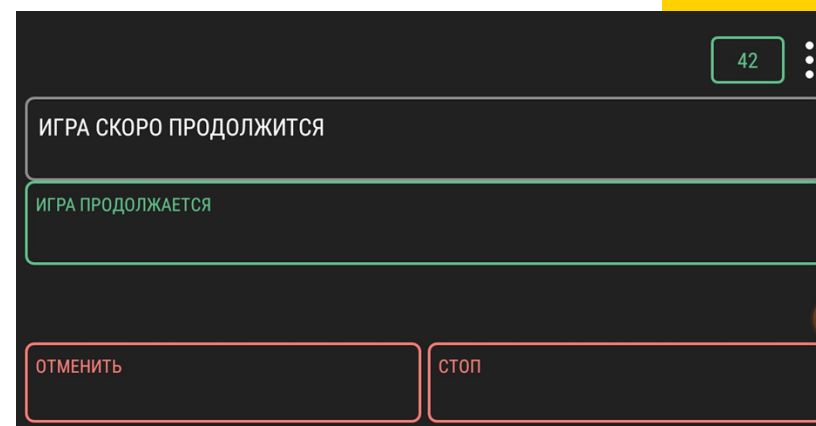 42
ИГРА СКОРО ПРОДОЛЖИТСЯ
ИГРА ПРОДОЛЖАЕТСЯ
ОТМЕНИТЬ
СТОП